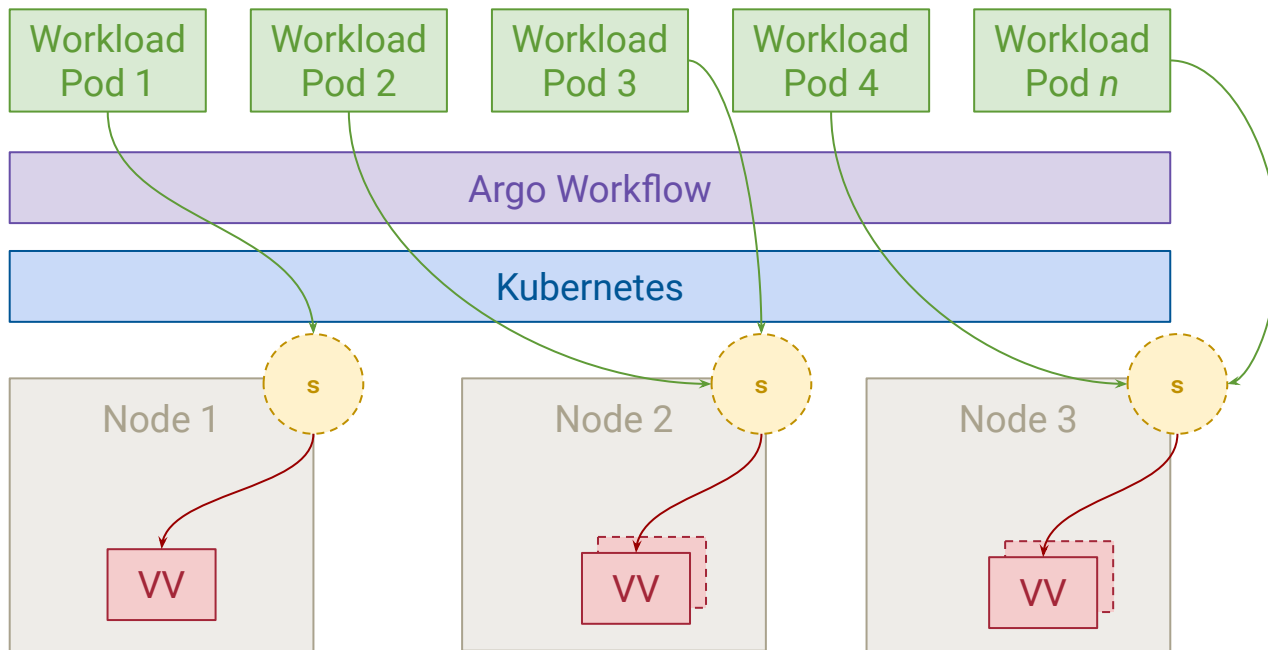 Workload
Pod 1
Workload
Pod 2
Workload
Pod 3
Workload
Pod 4
Workload
Pod n
Argo Workflow
Kubernetes
s
s
s
Node 1
Node 2
Node 3
VV
VV
VV